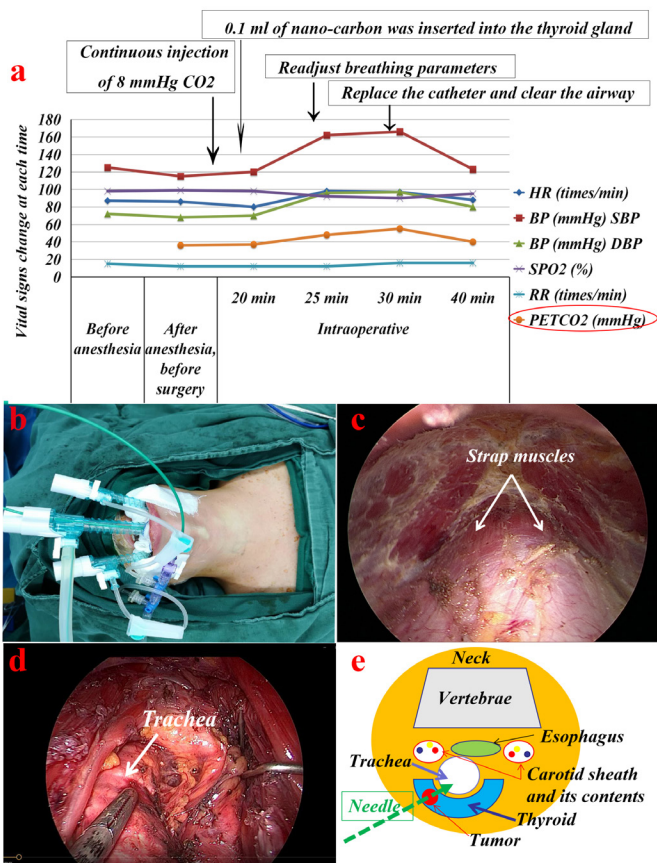 0.1 ml of nano-carbon was inserted into the thyroid gland
Continuous injection
of 8 mmHg CO2
a
Readjust breathing parameters
Replace the catheter and clear the airway
Vital signs change at each time
180
160
140
120
100
80
60
40
20
0
HR (times/min)
BP (mmHg) SBP
BP (mmHg) DBP
SPO2 (%)
RR (times/min)
PETCO2 (mmHg)
20 min
25 min
30 min
40 min
Before
anesthesia
After
anesthesia,
before
surgery
Intraoperative
b
c
Strap muscles
d
Trachea
e
Neck
Vertebrae
Esophagus
Trachea
Carotid sheath
and its contents
Needle
Thyroid
Tumor